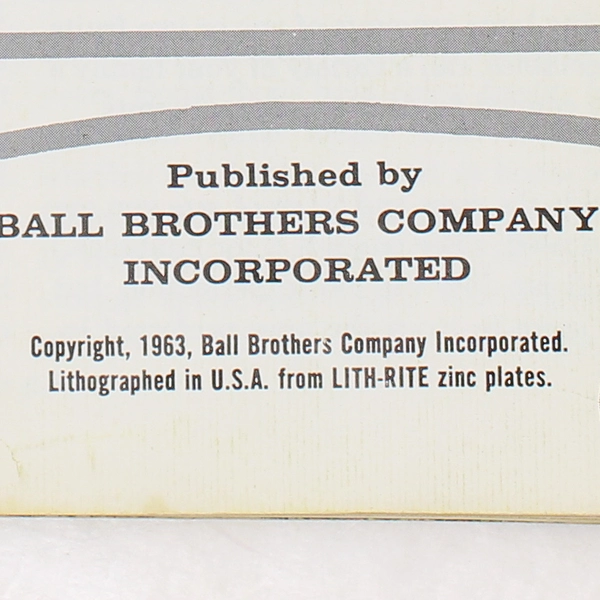 Published by
BALL BROTHERS COMPANY
INCORPORATED
Copyright, 1963, Ball Brothers Company Incorporated.
Lithographed in U.S.A. from LITH-RITE zinc plates.